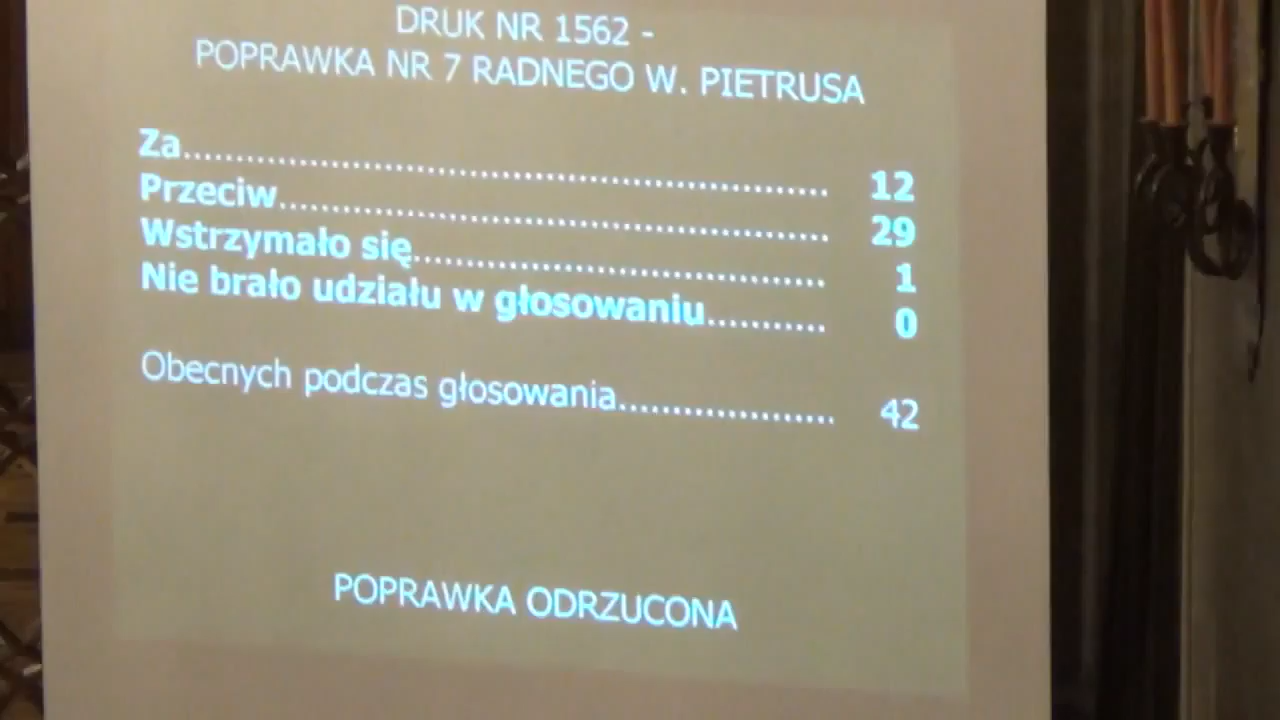 DRUK NR 1562 -
POPRAWKA NR 7 RADNEGO W. PIETRUSA
Za................................................................ 12
Przeciw....................................................... 29
Wstrzymało się......................................... 1
Nie brało udziału w głosowaniu........... 0
Obecnych podczas głosowania................... 42
POPRAWKA ODRZUCONA